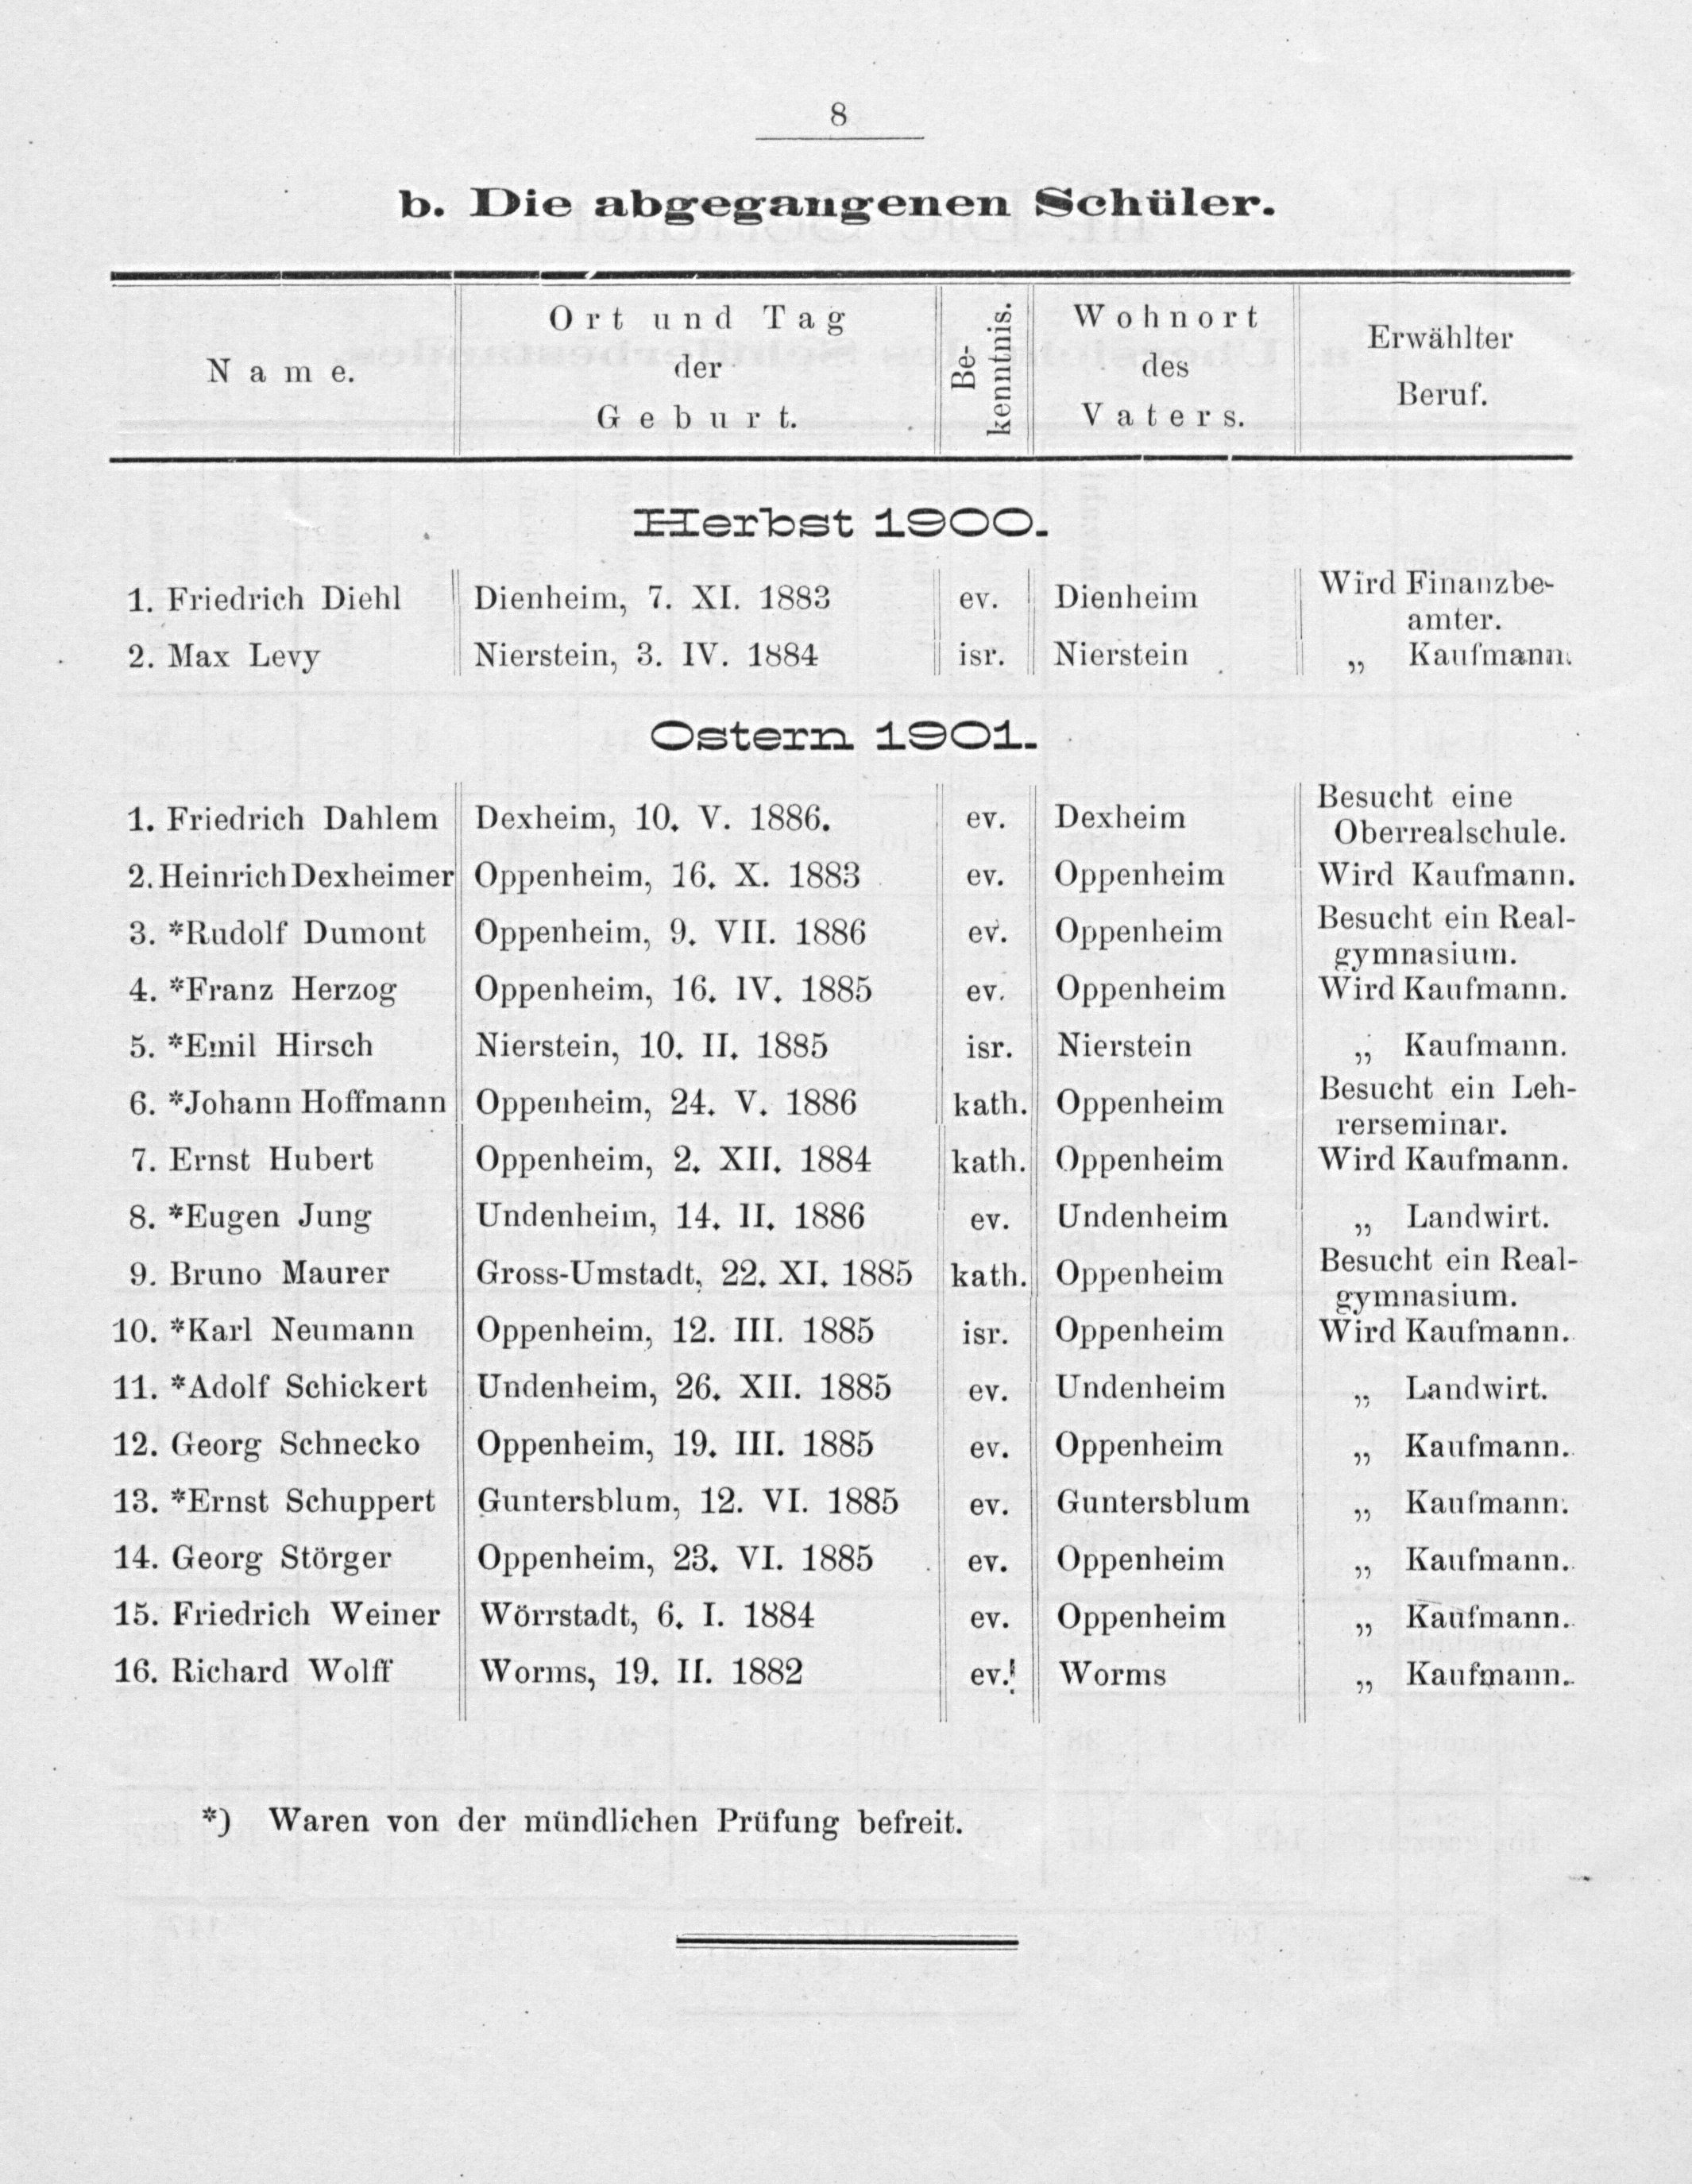 8
b. Die abgegangenen Schüler.
Name. Ort und Tag der Geburt. Be-kenntnis. Wohnort des Vaters. Erwählter Beruf.
Herbst 1900.
1. Friedrich Diehl Dienheim, 7. XI. 1883 ev. Dienheim Wird Finanzbe-
amter.
2. Max Levy Nierstein, 3. IV. 1884 isr. Nierstein „ Kaufmann.
Ostern 1901.
1. Friedrich Dahlem Dexheim, 10. V. 1886. ev. Dexheim Besucht eine
Oberrealschule.
2. Heinrich Dexheimer Oppenheim, 16. X. 1883 ev. Oppenheim Wird Kaufmann.
3. *Rudolf Dumont Oppenheim, 9. VII. 1886 ev. Oppenheim Besucht ein Real-
gymnasium.
4. *Franz Herzog Oppenheim, 16. IV. 1885 ev. Oppenheim Wird Kaufmann.
5. *Emil Hirsch Nierstein, 10. II. 1885 isr. Nierstein „ Kaufmann.
6. *Johann Hoffmann Oppenheim, 24. V. 1886 kath. Oppenheim Besucht ein Leh-
rerseminar.
7. Ernst Hubert Oppenheim, 2. XII. 1884 kath. Oppenheim Wird Kaufmann.
8. *Eugen Jung Undenheim, 14. II. 1886 ev. Undenheim „ Landwirt.
9. Bruno Maurer Gross-Umstadt, 22. XI. 1885 kath. Oppenheim Besucht ein Real-
gymnasium.
10. *Karl Neumann Oppenheim, 12. III. 1885 isr. Oppenheim Wird Kaufmann.
11. *Adolf Schickert Undenheim, 26. XII. 1885 ev. Undenheim „ Landwirt.
12. Georg Schnecko Oppenheim, 19. III. 1885 ev. Oppenheim „ Kaufmann.
13. *Ernst Schuppert Guntersblum, 12. VI. 1885 ev. Guntersblum „ Kaufmann.
14. Georg Störger Oppenheim, 23. VI. 1885 ev. Oppenheim „ Kaufmann.
15. Friedrich Weiner Wörrstadt, 6. I. 1884 ev. Oppenheim „ Kaufmann.
16. Richard Wolff Worms, 19. II. 1882 ev. Worms „ Kaufmann.
*) Waren von der mündlichen Prüfung befreit.